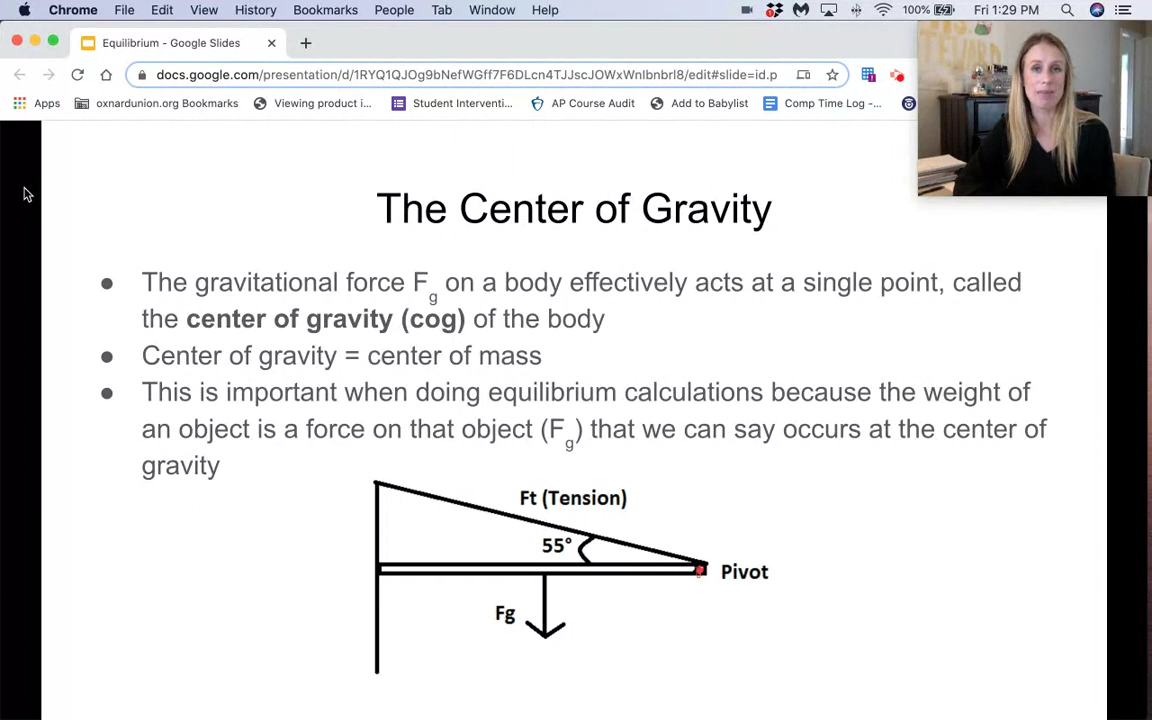 Chrome File Edit View History Bookmarks People Tab Window Help 100% Fri 1:29 PM
Equilibrium - Google Slides
docs.google.com/presentation/d/1RYQ1QJOg9bNefWGff7F6DLcn4TJJscJOWxWnIbnbrI8/edit#slide=id.p
Apps oxnardunion.org Bookmarks Viewing product i... Student Interventi... AP Course Audit Add to Babylist Comp Time Log -...
The Center of Gravity
● The gravitational force Fg on a body effectively acts at a single point, called
the center of gravity (cog) of the body
● Center of gravity = center of mass
● This is important when doing equilibrium calculations because the weight of
an object is a force on that object (Fg) that we can say occurs at the center of
gravity
Ft (Tension)
55°
Pivot
Fg